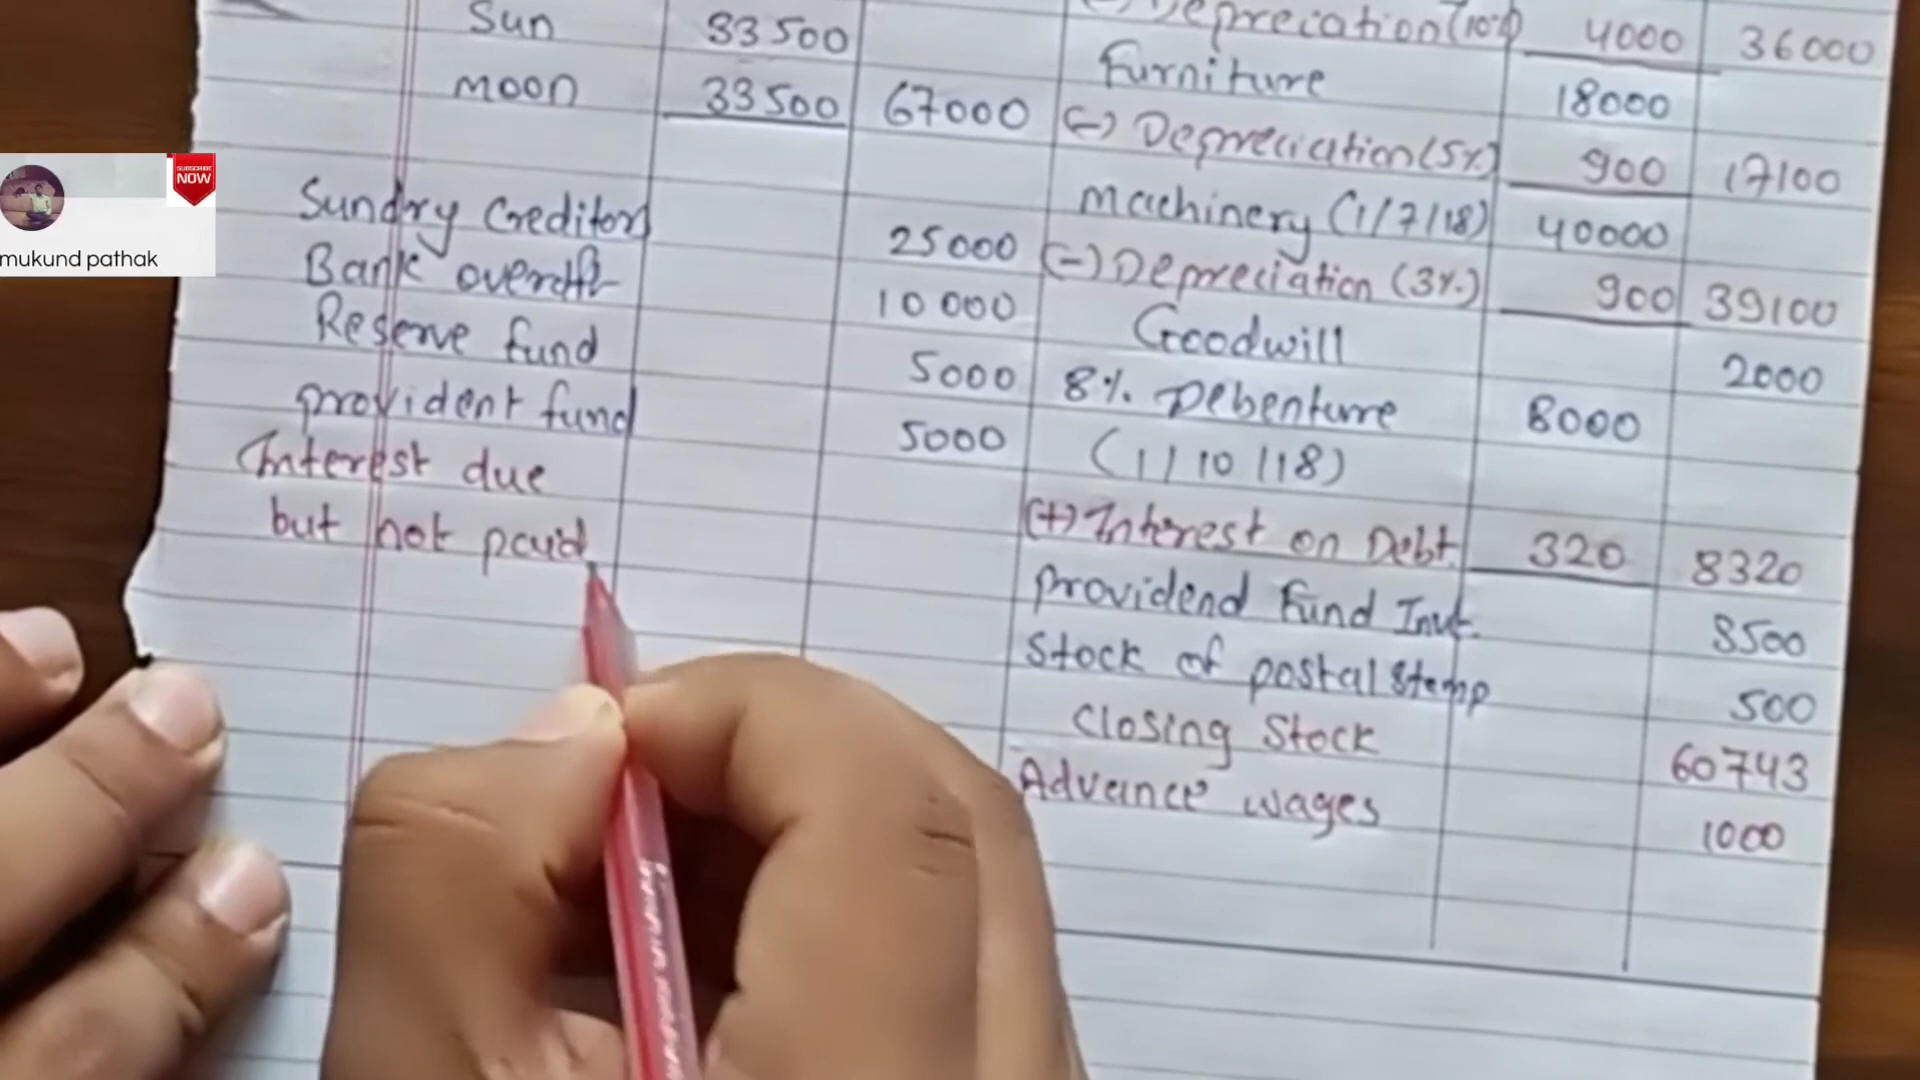 Sun 33500
Moon 33500 67000
Sundry Creditors 25000
Bank overdft 10000
Reserve fund 5000
provident fund 5000
Interest due
but not paid
(-) Depreciation (10%) 4000 36000
Furniture 18000
(-) Depreciation (5%) 900 17100
Machinery (1/7/18) 40000
(-) Depreciation (3%) 900 39100
Goodwill 2000
8% Debenture 8000
(1/10/18)
(+) Interest on Debt. 320 8320
Providend Fund Invt. 8500
Stock of postal stemp 500
Closing Stock 60743
Advance wages 1000
SUBSCRIBE
NOW
mukund pathak